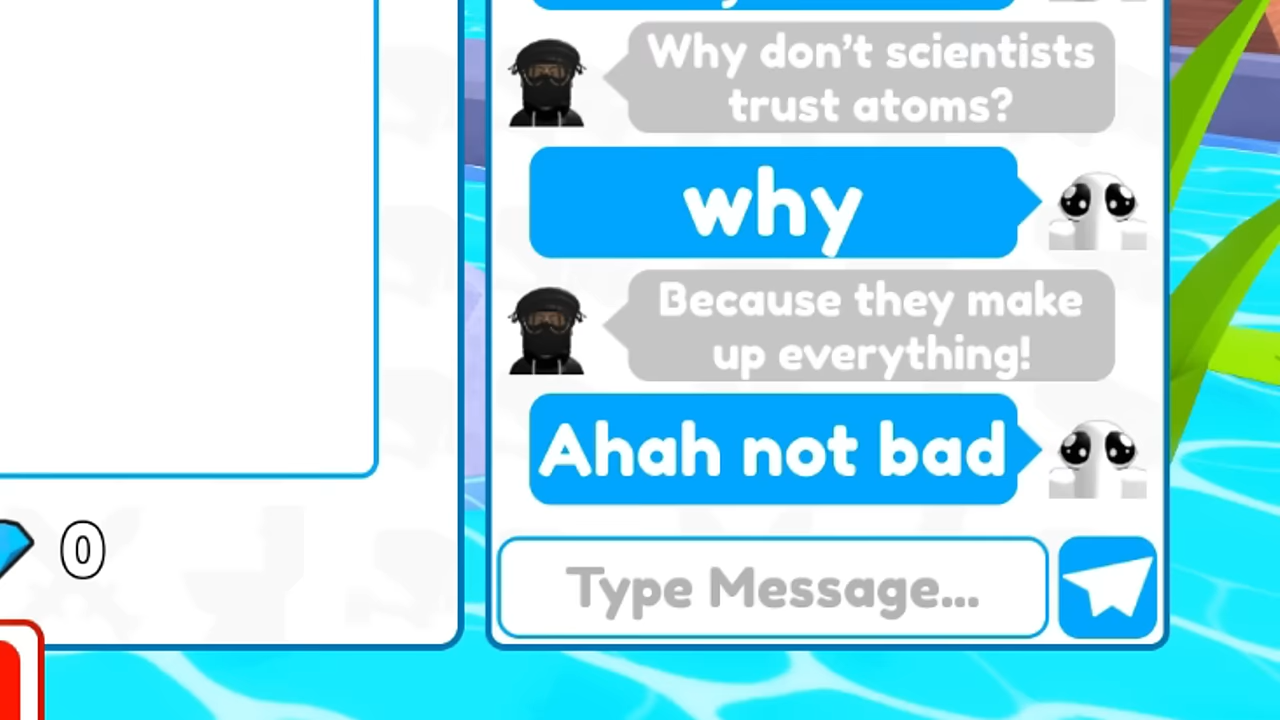 Why don't scientists
trust atoms?
why
Because they make
up everything!
Ahah not bad
0
Type Message...